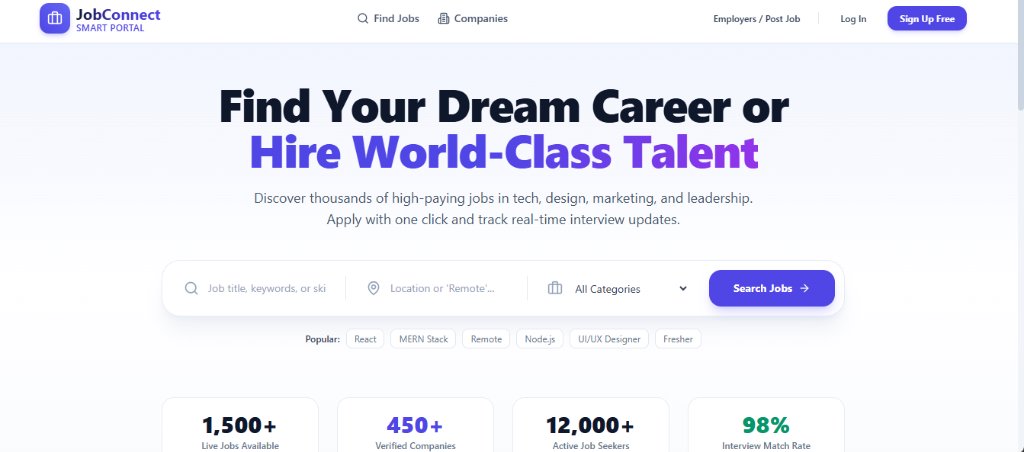 JobConnect
SMART PORTAL
Find Jobs
Companies
Employers / Post Job
Log In
Sign Up Free
Find Your Dream Career or
Hire World-Class Talent
Discover thousands of high-paying jobs in tech, design, marketing, and leadership.
Apply with one click and track real-time interview updates.
Job title, keywords, or ski
Location or 'Remote'...
All Categories
Search Jobs →
Popular:
React
MERN Stack
Remote
Node.js
UI/UX Designer
Fresher
1,500+
Live Jobs Available
450+
Verified Companies
12,000+
Active Job Seekers
98%
Interview Match Rate